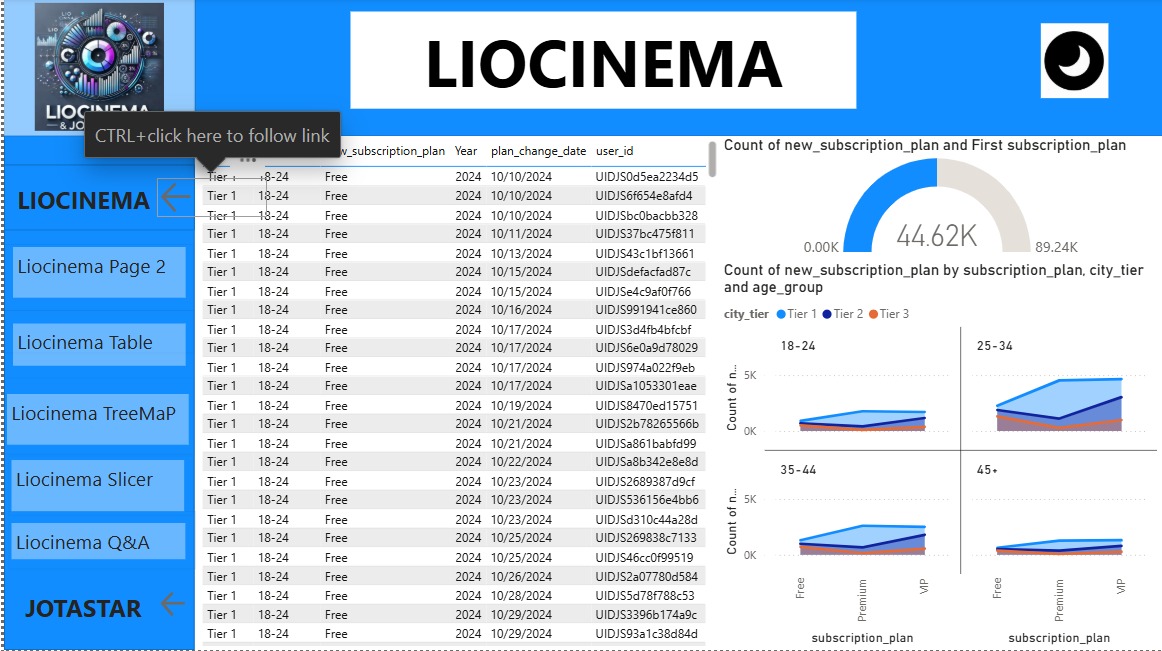 LIOCINEMA
LIOCINEMA
& JO
CTRL+click here to follow link
LIOCINEMA
Liocinema Page 2
Liocinema Table
Liocinema TreeMaP
Liocinema Slicer
Liocinema Q&A
JOTASTAR
w_subscription_plan Year plan_change_date user_id
Tier 1 18-24 Free 2024 10/10/2024 UIDJS0d5ea2234d5
Tier 1 18-24 Free 2024 10/10/2024 UIDJS6f654e8afd4
Tier 1 18-24 Free 2024 10/10/2024 UIDJSbc0bacbb328
Tier 1 18-24 Free 2024 10/11/2024 UIDJS37bc475f811
Tier 1 18-24 Free 2024 10/13/2024 UIDJS43c1bf13661
Tier 1 18-24 Free 2024 10/15/2024 UIDJSdefacfad87c
Tier 1 18-24 Free 2024 10/15/2024 UIDJSe4c9af0f766
Tier 1 18-24 Free 2024 10/16/2024 UIDJS991941ce860
Tier 1 18-24 Free 2024 10/17/2024 UIDJS3d4fb4bfcbf
Tier 1 18-24 Free 2024 10/17/2024 UIDJS6e0a9d78029
Tier 1 18-24 Free 2024 10/17/2024 UIDJS974a022f9eb
Tier 1 18-24 Free 2024 10/17/2024 UIDJSa1053301eae
Tier 1 18-24 Free 2024 10/19/2024 UIDJS8470ed15751
Tier 1 18-24 Free 2024 10/21/2024 UIDJS2b78265566b
Tier 1 18-24 Free 2024 10/21/2024 UIDJSa861babfd99
Tier 1 18-24 Free 2024 10/22/2024 UIDJSa8b342e8e8d
Tier 1 18-24 Free 2024 10/23/2024 UIDJS2689387d9cf
Tier 1 18-24 Free 2024 10/23/2024 UIDJS536156e4bb6
Tier 1 18-24 Free 2024 10/23/2024 UIDJSd310c44a28d
Tier 1 18-24 Free 2024 10/25/2024 UIDJS269838c7133
Tier 1 18-24 Free 2024 10/25/2024 UIDJS46cc0f99519
Tier 1 18-24 Free 2024 10/26/2024 UIDJS2a07780d584
Tier 1 18-24 Free 2024 10/28/2024 UIDJS5d78f788c53
Tier 1 18-24 Free 2024 10/29/2024 UIDJS3396b174a9c
Tier 1 18-24 Free 2024 10/29/2024 UIDJS93a1c38d84d
Count of new_subscription_plan and First subscription_plan
44.62K
0.00K 89.24K
Count of new_subscription_plan by subscription_plan, city_tier
and age_group
city_tier Tier 1 Tier 2 Tier 3
18-24 25-34
Count of n...
5K
0K
35-44 45+
Count of n...
5K
0K
Free Premium VIP Free Premium VIP
subscription_plan subscription_plan